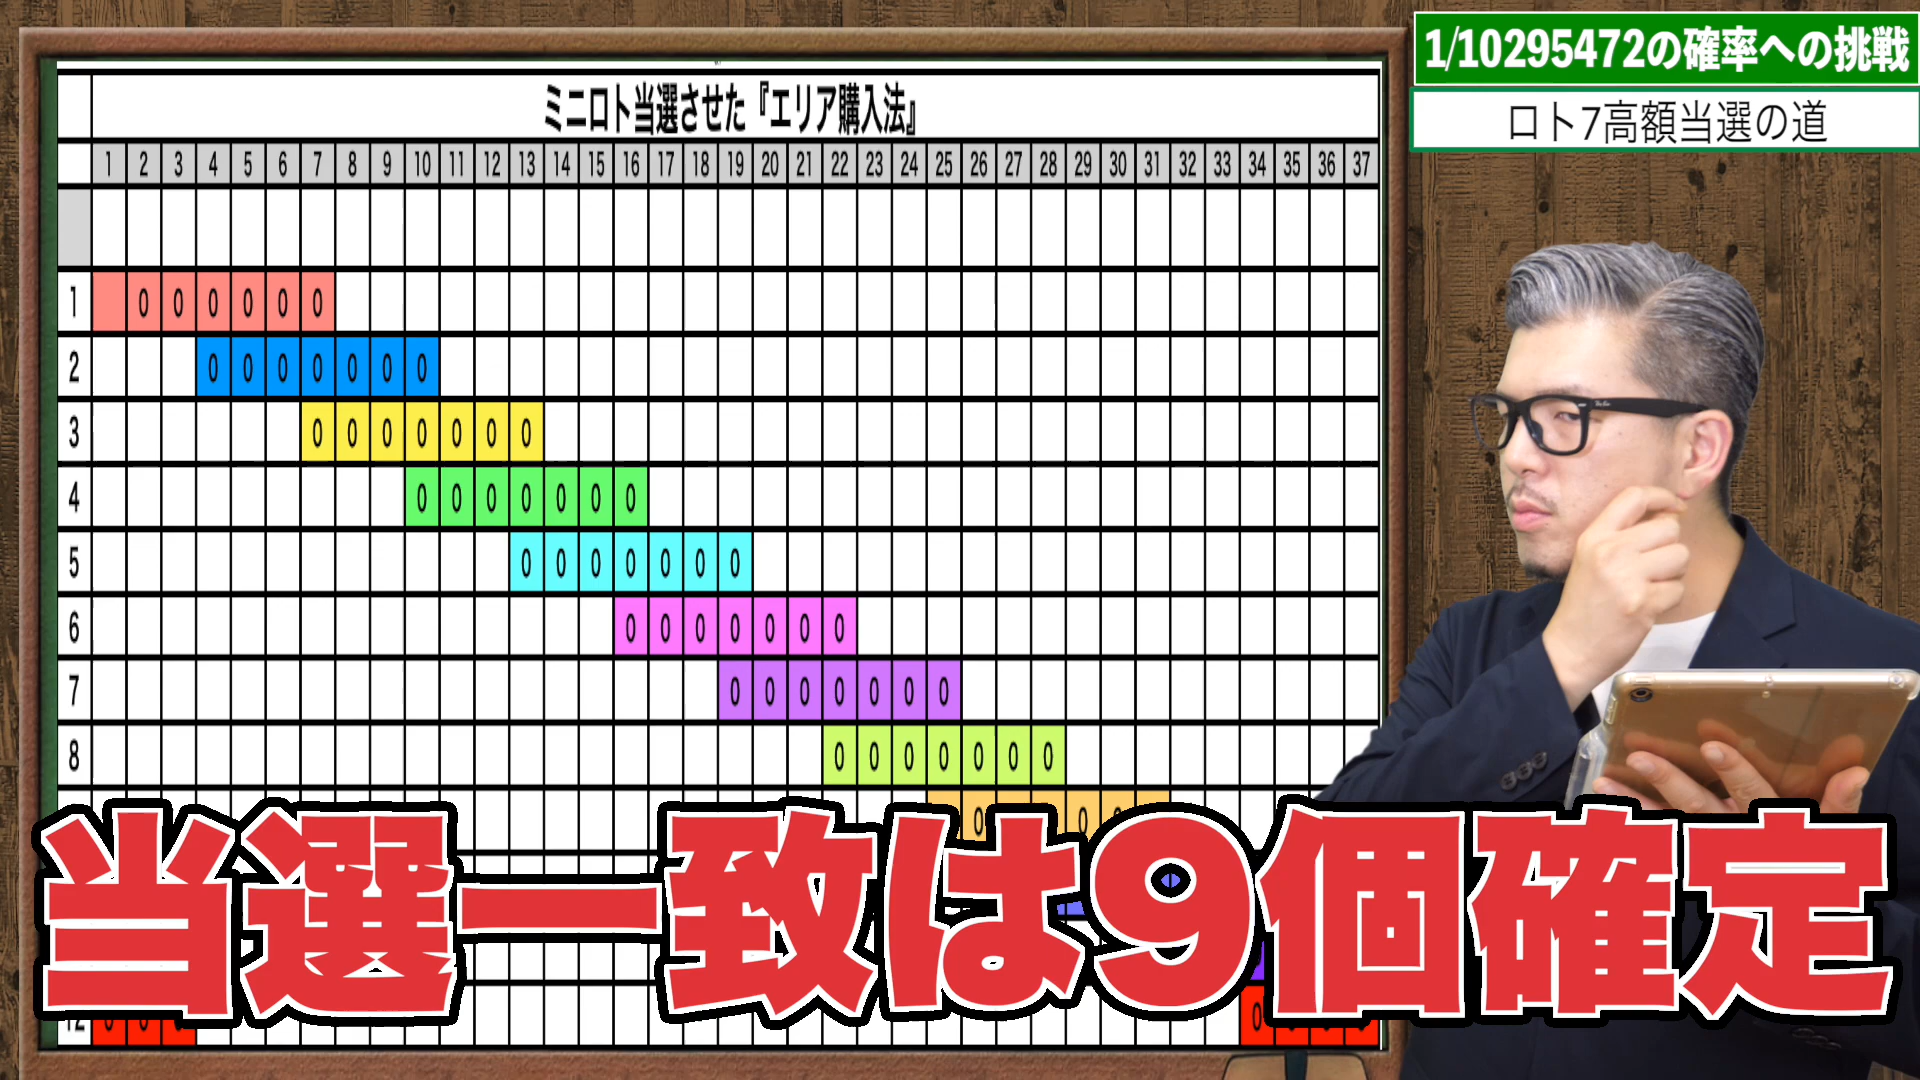 1/10295472の確率への挑戦
ロト7高額当選の道
ミニロト当選させた『エリア購入法』
1 2 3 4 5 6 7 8 9 10 11 12 13 14 15 16 17 18 19 20 21 22 23 24 25 26 27 28 29 30 31 32 33 34 35 36 37
1 0 0 0 0 0 0
2 0 0 0 0 0 0 0
3 0 0 0 0 0 0 0
4 0 0 0 0 0 0 0
5 0 0 0 0 0 0 0
6 0 0 0 0 0 0 0
7 0 0 0 0 0 0 0
8 0 0 0 0 0 0 0
当選一致は9個確定